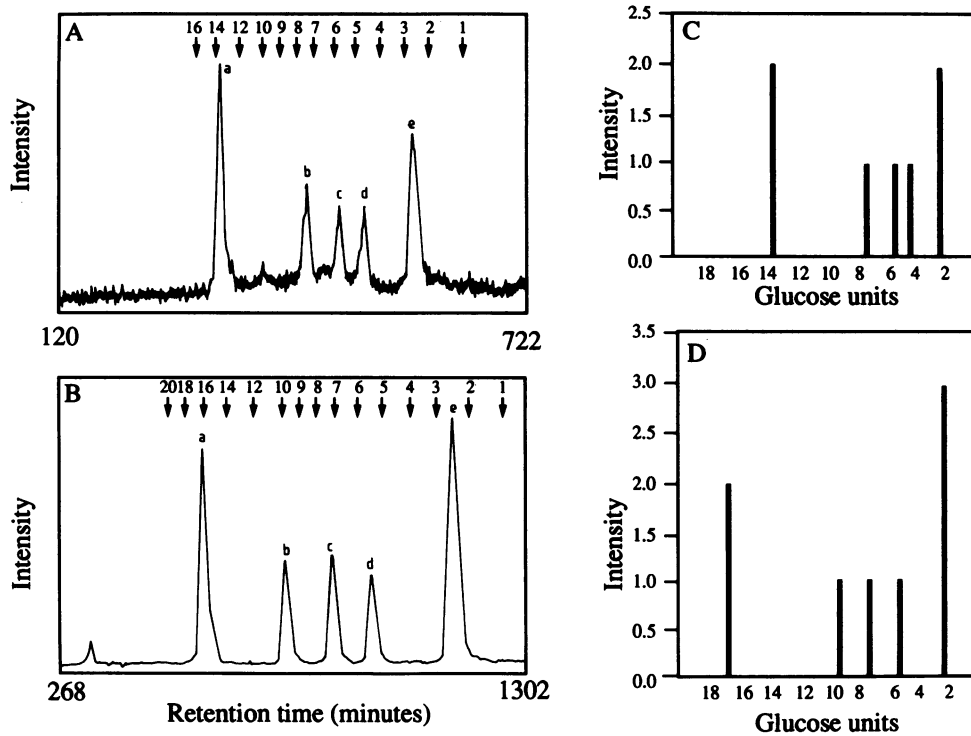 A
16 14 12 10 9 8 7 6 5 4 3 2 1
a
b
c
d
e
Intensity
120 722
B
20 18 16 14 12 10 9 8 7 6 5 4 3 2 1
a
b
c
d
e
Intensity
268 1302
Retention time (minutes)
C
Intensity
2.5
2.0
1.5
1.0
0.5
0.0
18 16 14 12 10 8 6 4 2
Glucose units
D
Intensity
3.5
3.0
2.5
2.0
1.5
1.0
0.5
0.0
18 16 14 12 10 8 6 4 2
Glucose units